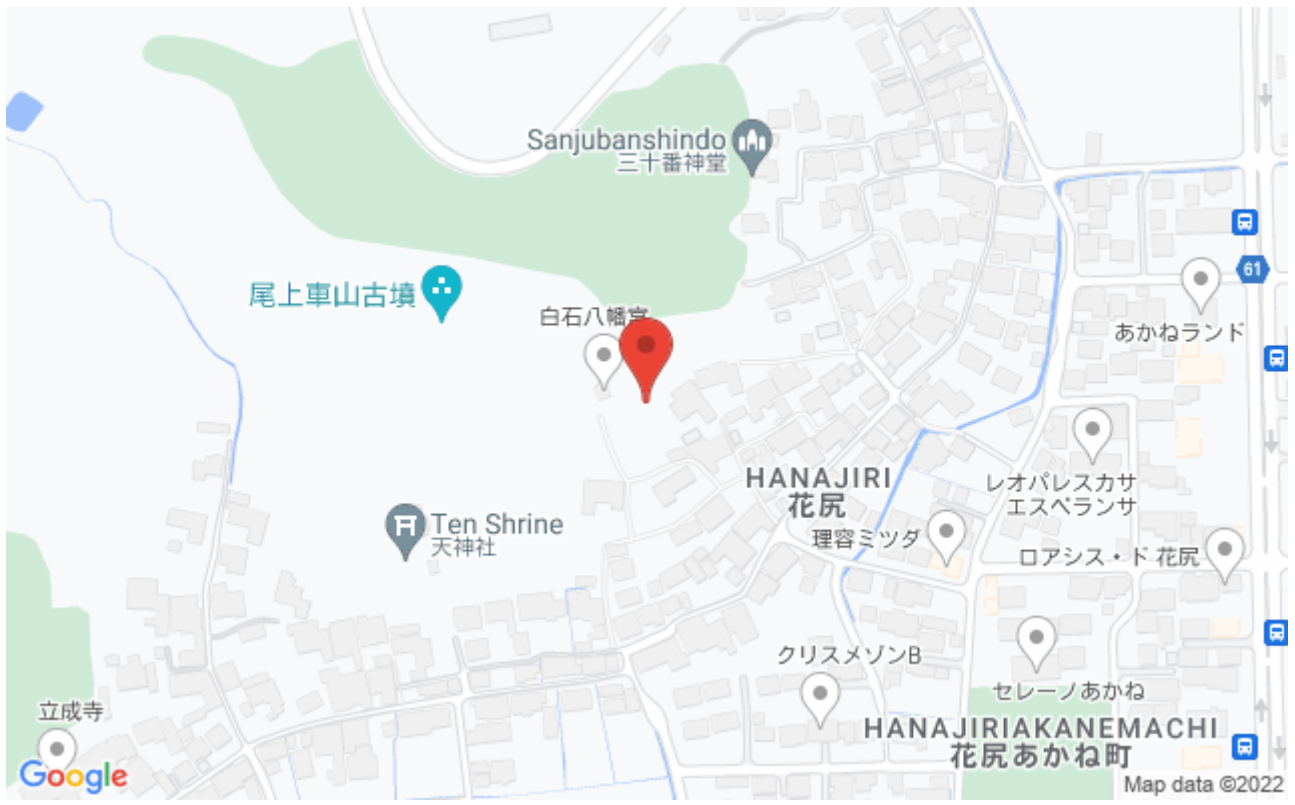 Sanjubanshindo
三十番神堂
61
尾上車山古墳
白石八幡宮
あかねランド
HANAJIRI
花尻
レオパレスカサ
エスペランサ
Ten Shrine
天神社
理容ミツダ
ロアシス・ド 花尻
クリスメゾンB
セレーノあかね
立成寺
HANAJIRIAKANEMACHI
花尻あかね町
Google
Map data ©2022